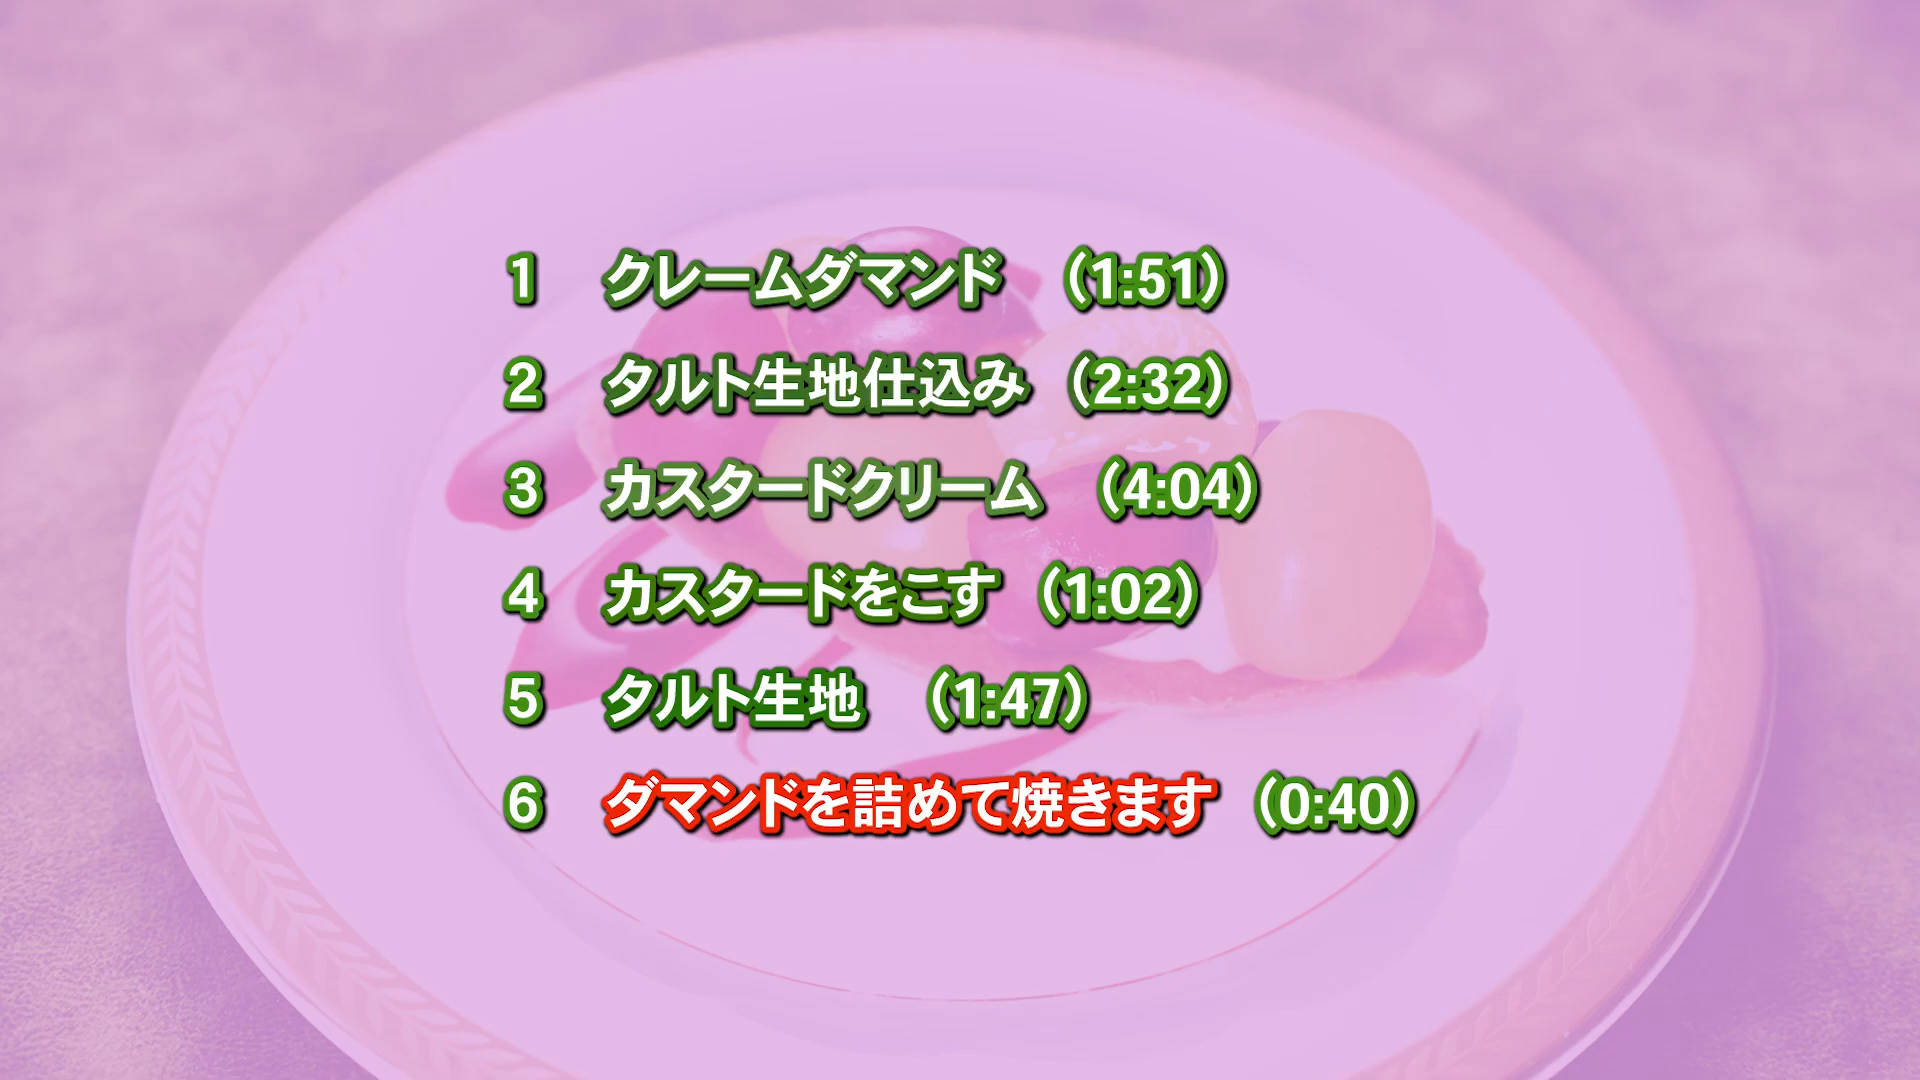 1 クレームダマンド (1:51)
2 タルト生地仕込み (2:32)
3 カスタードクリーム (4:04)
4 カスタードをこす (1:02)
5 タルト生地 (1:47)
6 ダマンドを詰めて焼きます (0:40)